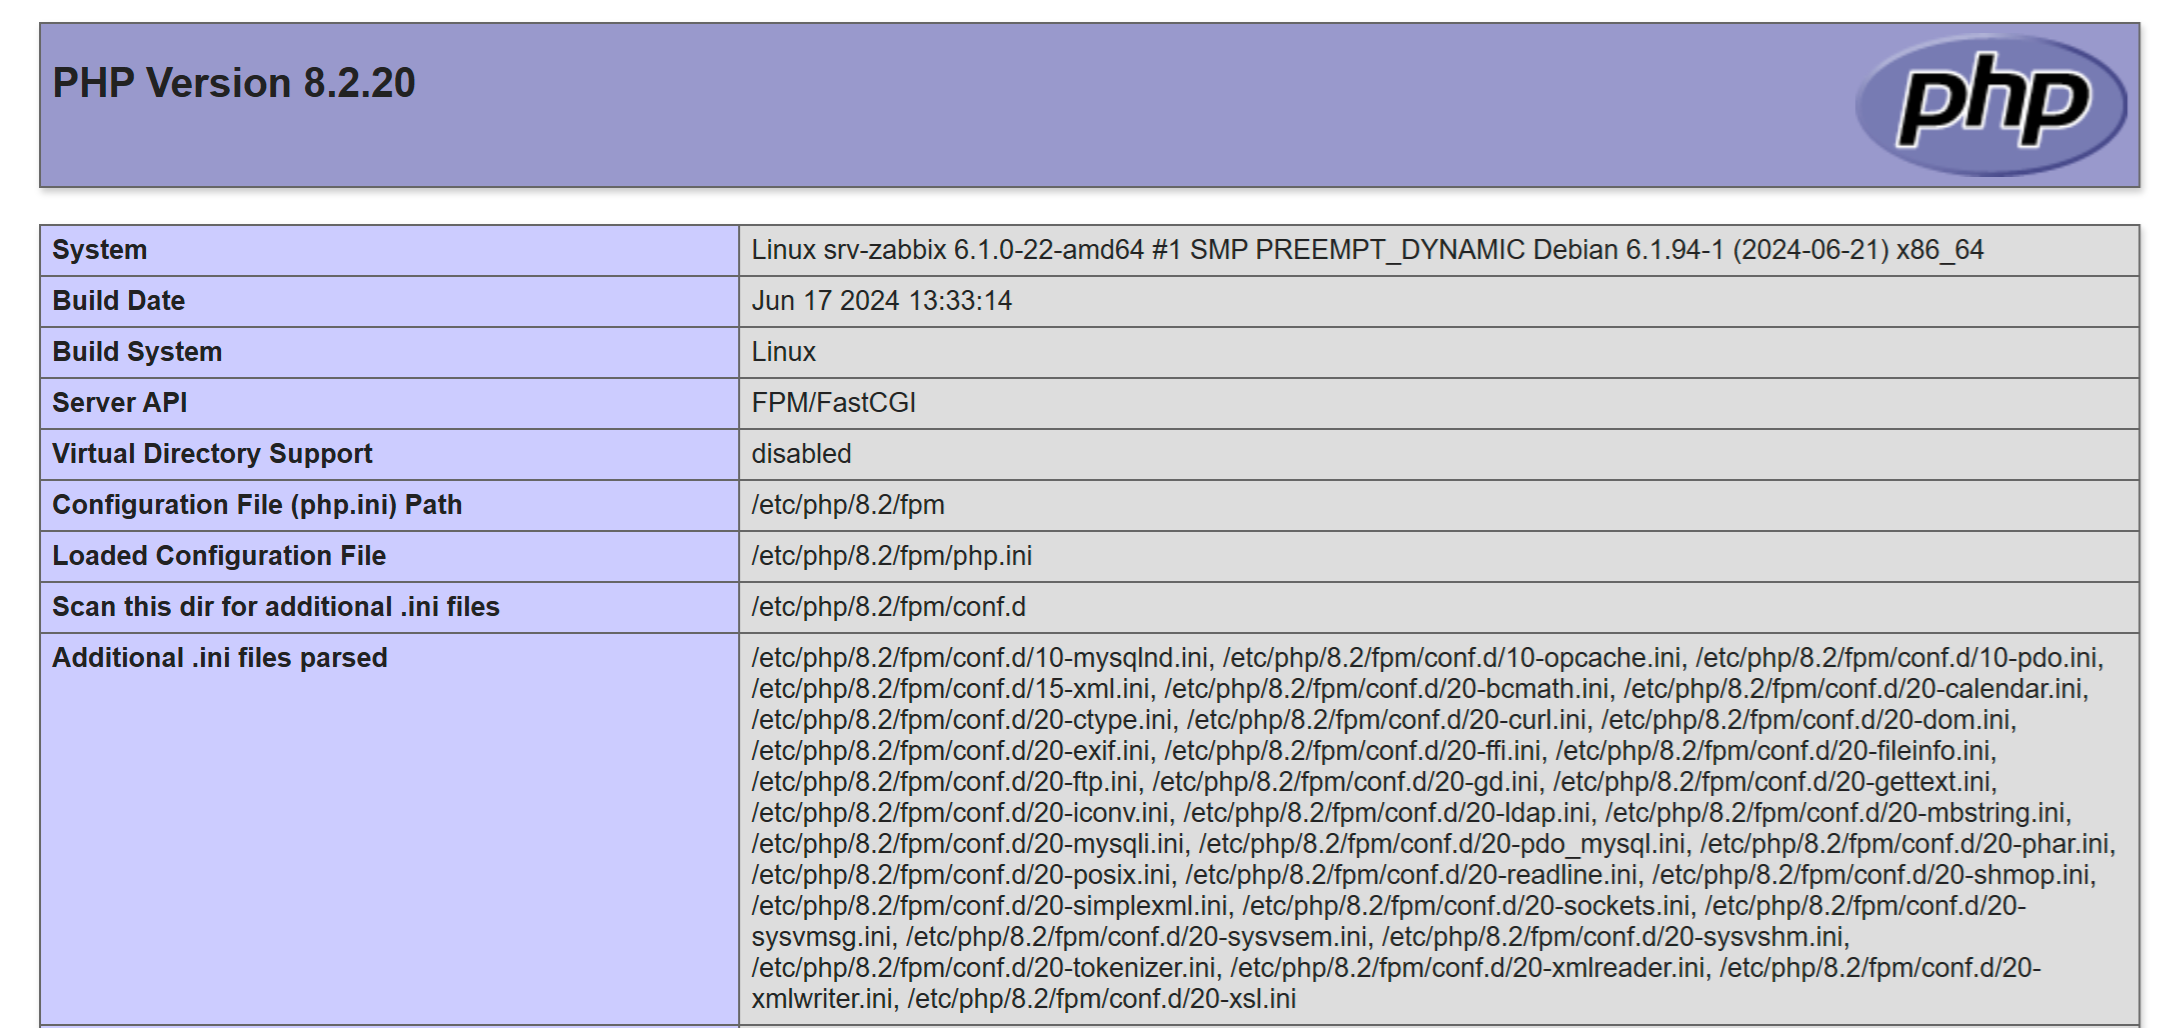 PHP Version 8.2.20
php
System
Linux srv-zabbix 6.1.0-22-amd64 #1 SMP PREEMPT_DYNAMIC Debian 6.1.94-1 (2024-06-21) x86_64
Build Date
Jun 17 2024 13:33:14
Build System
Linux
Server API
FPM/FastCGI
Virtual Directory Support
disabled
Configuration File (php.ini) Path
/etc/php/8.2/fpm
Loaded Configuration File
/etc/php/8.2/fpm/php.ini
Scan this dir for additional .ini files
/etc/php/8.2/fpm/conf.d
Additional .ini files parsed
/etc/php/8.2/fpm/conf.d/10-mysqlnd.ini, /etc/php/8.2/fpm/conf.d/10-opcache.ini, /etc/php/8.2/fpm/conf.d/10-pdo.ini,
/etc/php/8.2/fpm/conf.d/15-xml.ini, /etc/php/8.2/fpm/conf.d/20-bcmath.ini, /etc/php/8.2/fpm/conf.d/20-calendar.ini,
/etc/php/8.2/fpm/conf.d/20-ctype.ini, /etc/php/8.2/fpm/conf.d/20-curl.ini, /etc/php/8.2/fpm/conf.d/20-dom.ini,
/etc/php/8.2/fpm/conf.d/20-exif.ini, /etc/php/8.2/fpm/conf.d/20-ffi.ini, /etc/php/8.2/fpm/conf.d/20-fileinfo.ini,
/etc/php/8.2/fpm/conf.d/20-ftp.ini, /etc/php/8.2/fpm/conf.d/20-gd.ini, /etc/php/8.2/fpm/conf.d/20-gettext.ini,
/etc/php/8.2/fpm/conf.d/20-iconv.ini, /etc/php/8.2/fpm/conf.d/20-ldap.ini, /etc/php/8.2/fpm/conf.d/20-mbstring.ini,
/etc/php/8.2/fpm/conf.d/20-mysqli.ini, /etc/php/8.2/fpm/conf.d/20-pdo_mysql.ini, /etc/php/8.2/fpm/conf.d/20-phar.ini,
/etc/php/8.2/fpm/conf.d/20-posix.ini, /etc/php/8.2/fpm/conf.d/20-readline.ini, /etc/php/8.2/fpm/conf.d/20-shmop.ini,
/etc/php/8.2/fpm/conf.d/20-simplexml.ini, /etc/php/8.2/fpm/conf.d/20-sockets.ini, /etc/php/8.2/fpm/conf.d/20-
sysvmsg.ini, /etc/php/8.2/fpm/conf.d/20-sysvsem.ini, /etc/php/8.2/fpm/conf.d/20-sysvshm.ini,
/etc/php/8.2/fpm/conf.d/20-tokenizer.ini, /etc/php/8.2/fpm/conf.d/20-xmlreader.ini, /etc/php/8.2/fpm/conf.d/20-
xmlwriter.ini, /etc/php/8.2/fpm/conf.d/20-xsl.ini